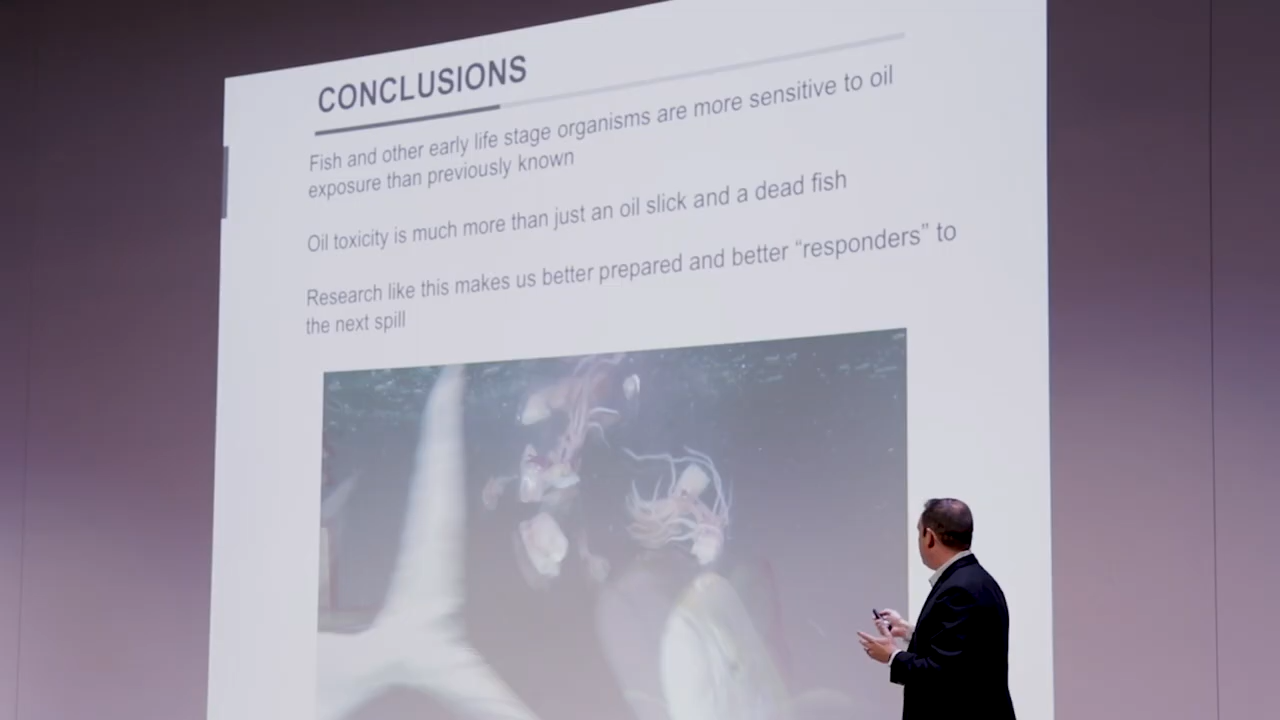 CONCLUSIONS
Fish and other early life stage organisms are more sensitive to oil
exposure than previously known
Oil toxicity is much more than just an oil slick and a dead fish
Research like this makes us better prepared and better “responders” to
the next spill